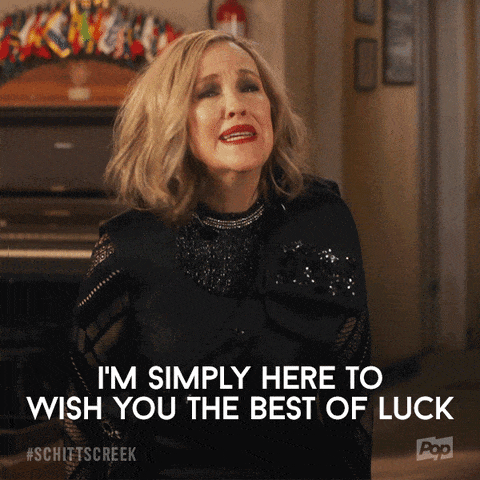 I'M SIMPLY HERE TO
WISH YOU THE BEST OF LUCK
#SCHITTSCREEK
Pop